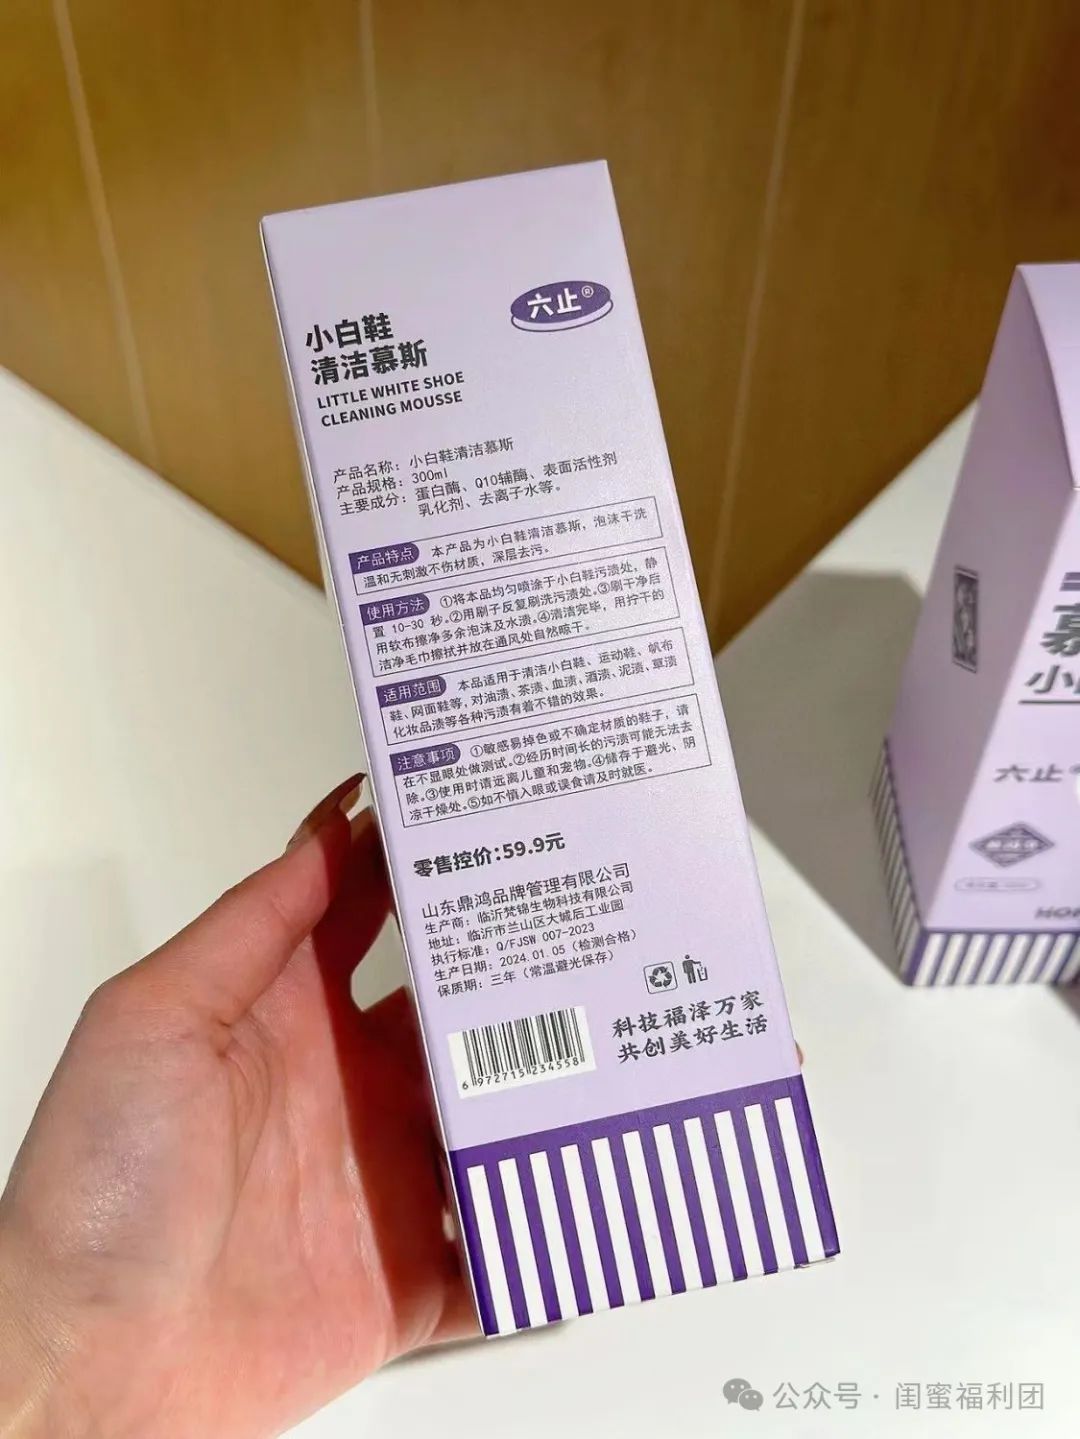 六止®
小白鞋
清洁慕斯
LITTLE WHITE SHOE
CLEANING MOUSSE
产品名称：小白鞋清洁慕斯
产品规格：300ml
主要成分：蛋白酶、Q10辅酶、表面活性剂
乳化剂、去离子水等。
产品特点 本产品为小白鞋清洁慕斯，泡沫干洗
温和无刺激不伤材质，深层去污。
使用方法 ①将本品均匀喷涂于小白鞋污渍处，静
置 10-30 秒。②用刷子反复刷洗污渍处。③刷干净后
用软布擦净多余泡沫及水渍。④清洁完毕，用拧干的
洁净毛巾擦拭并放在通风处自然晾干。
适用范围 本品适用于清洁小白鞋、运动鞋、帆布
鞋、网面鞋等，对油渍、茶渍、血渍、酒渍、泥渍、草渍
化妆品渍等各种污渍有着不错的效果。
注意事项 ①敏感易掉色或不确定材质的鞋子，请
在不显眼处做测试。②经历时间长的污渍可能无法去
除。③使用时请远离儿童和宠物。④储存于避光、阴
凉干燥处。⑤如不慎入眼或误食请及时就医。
零售控价：59.9元
山东鼎鸿品牌管理有限公司
生产商：临沂梵锦生物科技有限公司
地址：临沂市兰山区大城后工业园
执行标准：Q/FJSW 007-2023
生产日期：2024.01.05（检测合格）
保质期：三年（常温避光保存）
6 972715 234558
科技福泽万家
共创美好生活
慕
小
六止
HO
公众号·闺蜜福利团